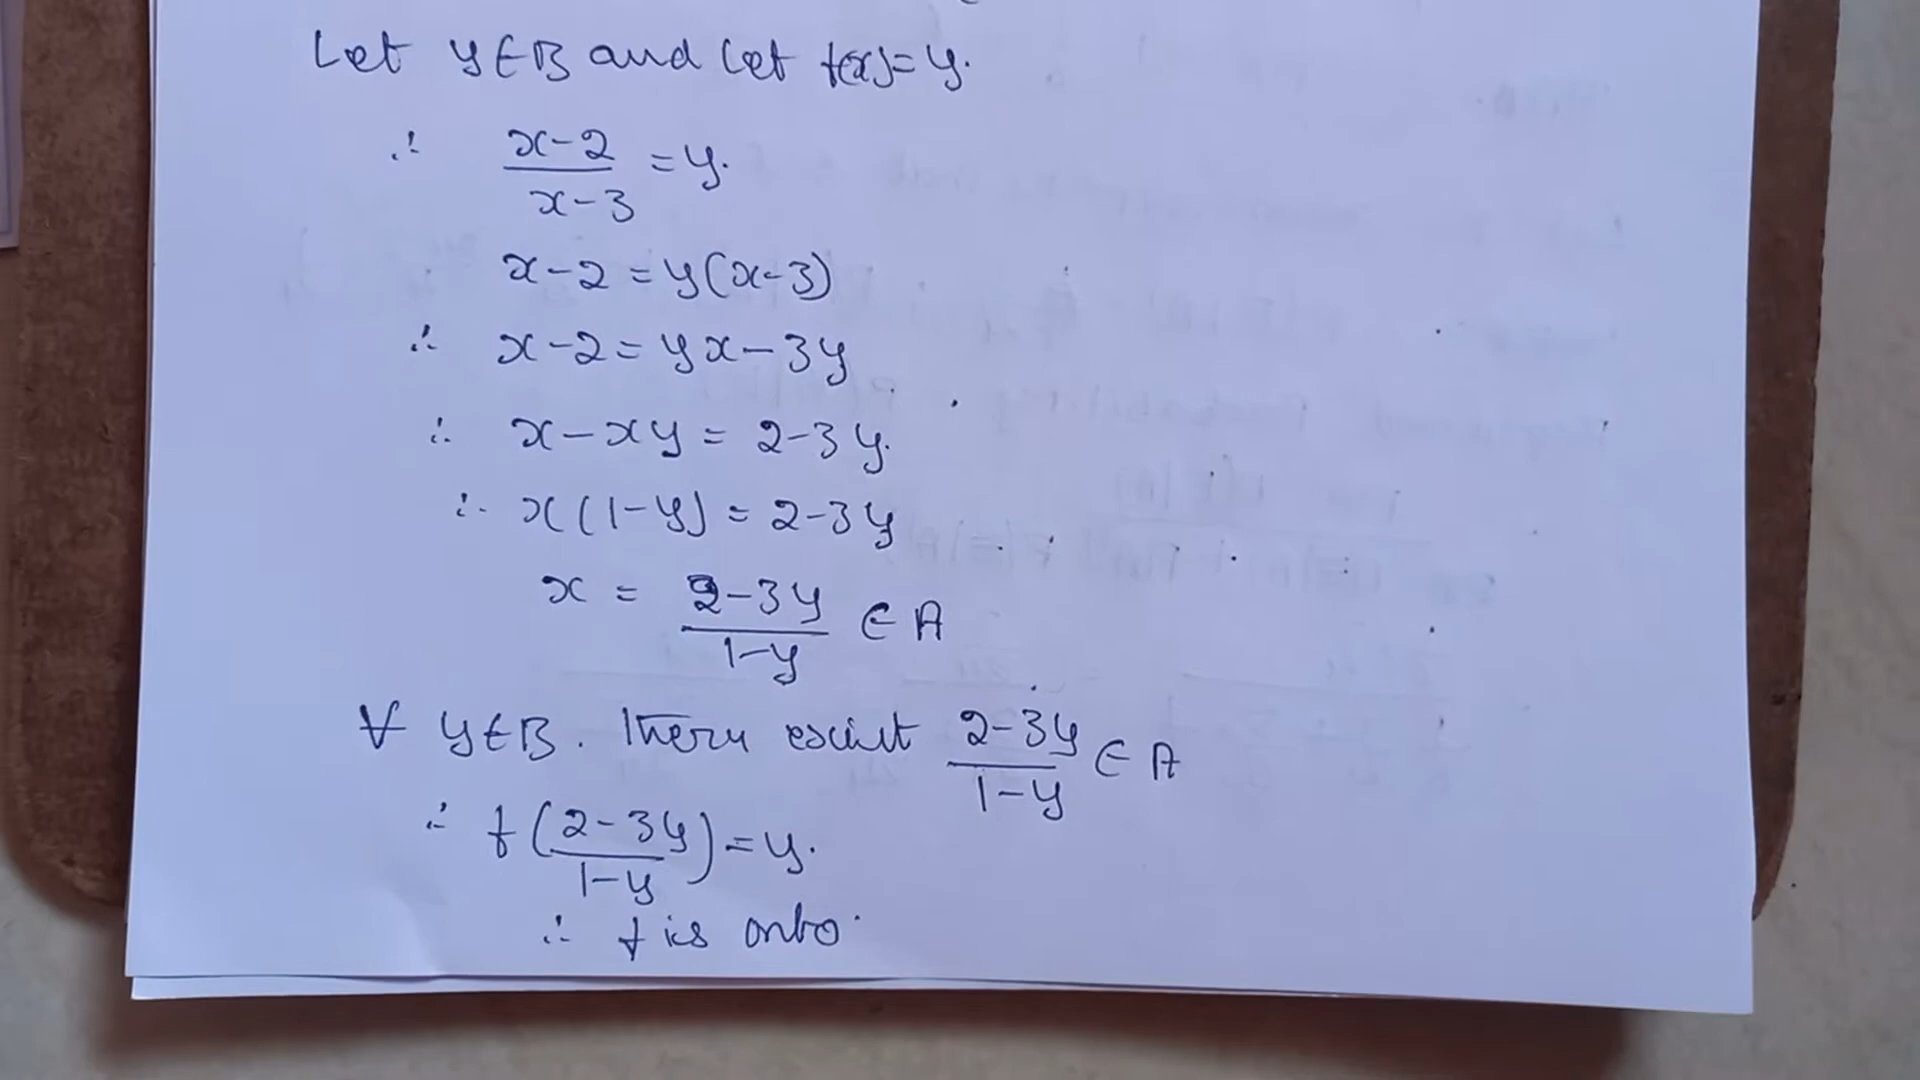 Let y∈B and let f(x)=y.
∴ x-2/x-3 = y.
x-2 = y(x-3)
∴ x-2 = yx-3y
∴ x-xy = 2-3y.
∴ x(1-y) = 2-3y
x = 2-3y/1-y ∈ A
∀ y∈B. There exist 2-3y/1-y ∈ A
∴ f(2-3y/1-y) = y.
∴ f is onto.